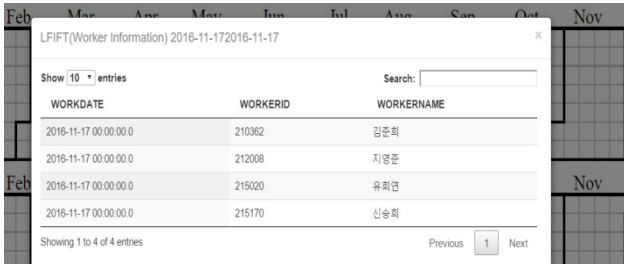 Feb Mar Apr May Jun Jul Aug Sep Oct Nov
LFIFT(Worker Information) 2016-11-172016-11-17 x
Show 10 entries Search:
WORKDATE WORKERID WORKERNAME
2016-11-17 00:00:00.0 210362 김준희
2016-11-17 00:00:00.0 212008 지영준
2016-11-17 00:00:00.0 215020 유희연
2016-11-17 00:00:00.0 215170 신승희
Feb Nov
Showing 1 to 4 of 4 entries Previous 1 Next